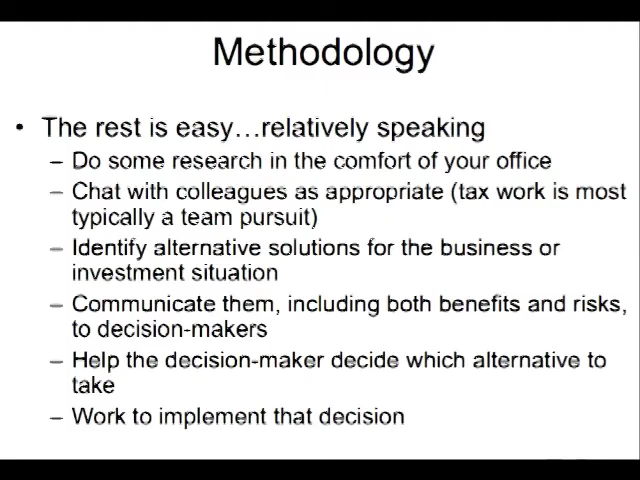 Methodology
• The rest is easy…relatively speaking
– Do some research in the comfort of your office
– Chat with colleagues as appropriate (tax work is most
typically a team pursuit)
– Identify alternative solutions for the business or
investment situation
– Communicate them, including both benefits and risks,
to decision-makers
– Help the decision-maker decide which alternative to
take
– Work to implement that decision